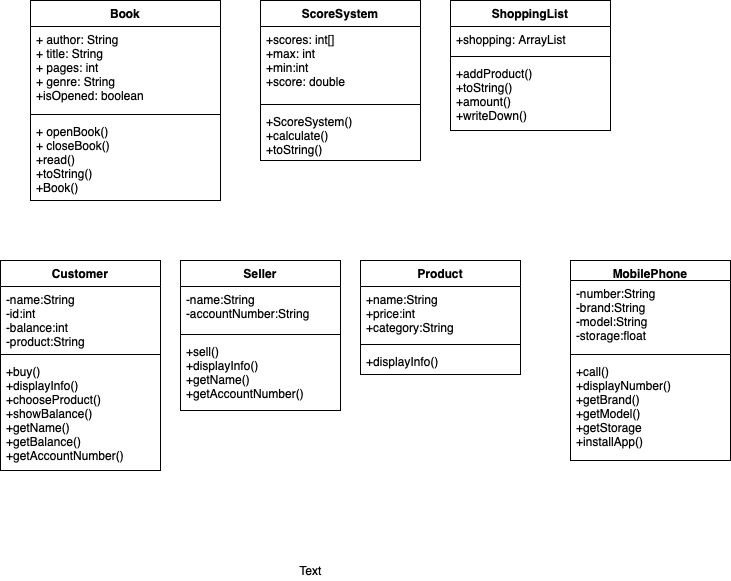 Book
+ author: String
+ title: String
+ pages: int
+ genre: String
+isOpened: boolean
+ openBook()
+ closeBook()
+read()
+toString()
+Book()
ScoreSystem
+scores: int[]
+max: int
+min:int
+score: double
+ScoreSystem()
+calculate()
+toString()
ShoppingList
+shopping: ArrayList
+addProduct()
+toString()
+amount()
+writeDown()
Customer
-name:String
-id:int
-balance:int
-product:String
+buy()
+displayInfo()
+chooseProduct()
+showBalance()
+getName()
+getBalance()
+getAccountNumber()
Seller
-name:String
-accountNumber:String
+sell()
+displayInfo()
+getName()
+getAccountNumber()
Product
+name:String
+price:int
+category:String
+displayInfo()
MobilePhone
-number:String
-brand:String
-model:String
-storage:float
+call()
+displayNumber()
+getBrand()
+getModel()
+getStorage
+installApp()
Text